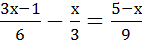 (3x−1)/6 − x/3 = (5−x)/9